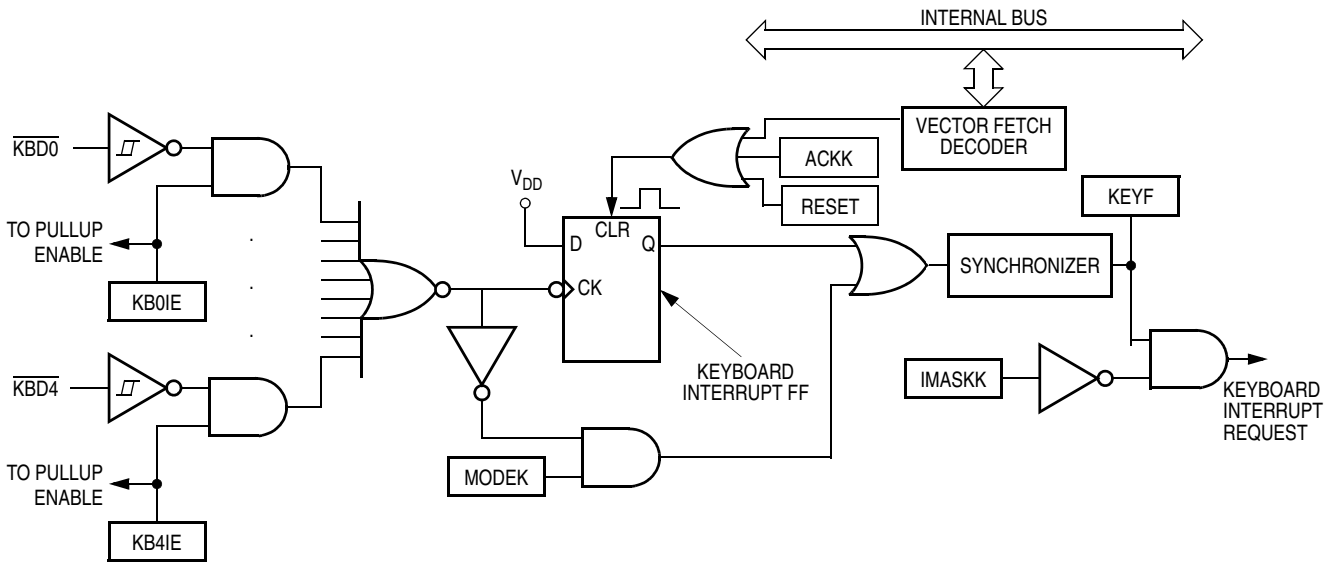 INTERNAL BUS
VECTOR FETCH
DECODER
ACKK
RESET
KBD0
TO PULLUP
ENABLE
KB0IE
.
.
.
KBD4
TO PULLUP
ENABLE
KB4IE
VDD
D
CLR
Q
CK
KEYBOARD
INTERRUPT FF
MODEK
SYNCHRONIZER
KEYF
IMASKK
KEYBOARD
INTERRUPT
REQUEST